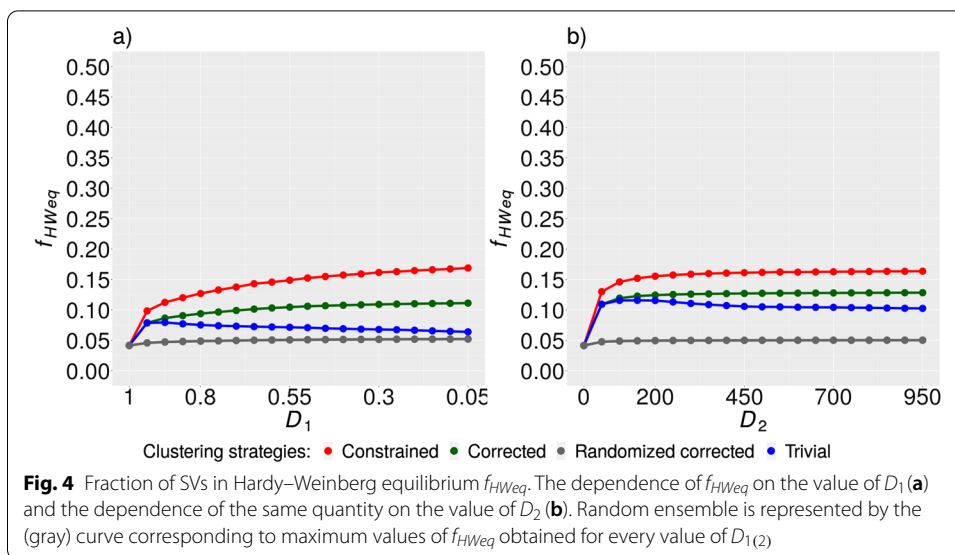 a)
b)
0.50
0.45
0.40
0.35
0.30
0.25
0.20
0.15
0.10
0.05
0.00
f_HWeq
1 0.8 0.55 0.3 0.05
D_1
0.50
0.45
0.40
0.35
0.30
0.25
0.20
0.15
0.10
0.05
0.00
f_HWeq
0 200 450 700 950
D_2
Clustering strategies: Constrained Corrected Randomized corrected Trivial
Fig. 4 Fraction of SVs in Hardy–Weinberg equilibrium f_HWeq. The dependence of f_HWeq on the value of D_1 (a)
and the dependence of the same quantity on the value of D_2 (b). Random ensemble is represented by the
(gray) curve corresponding to maximum values of f_HWeq obtained for every value of D_1(2)